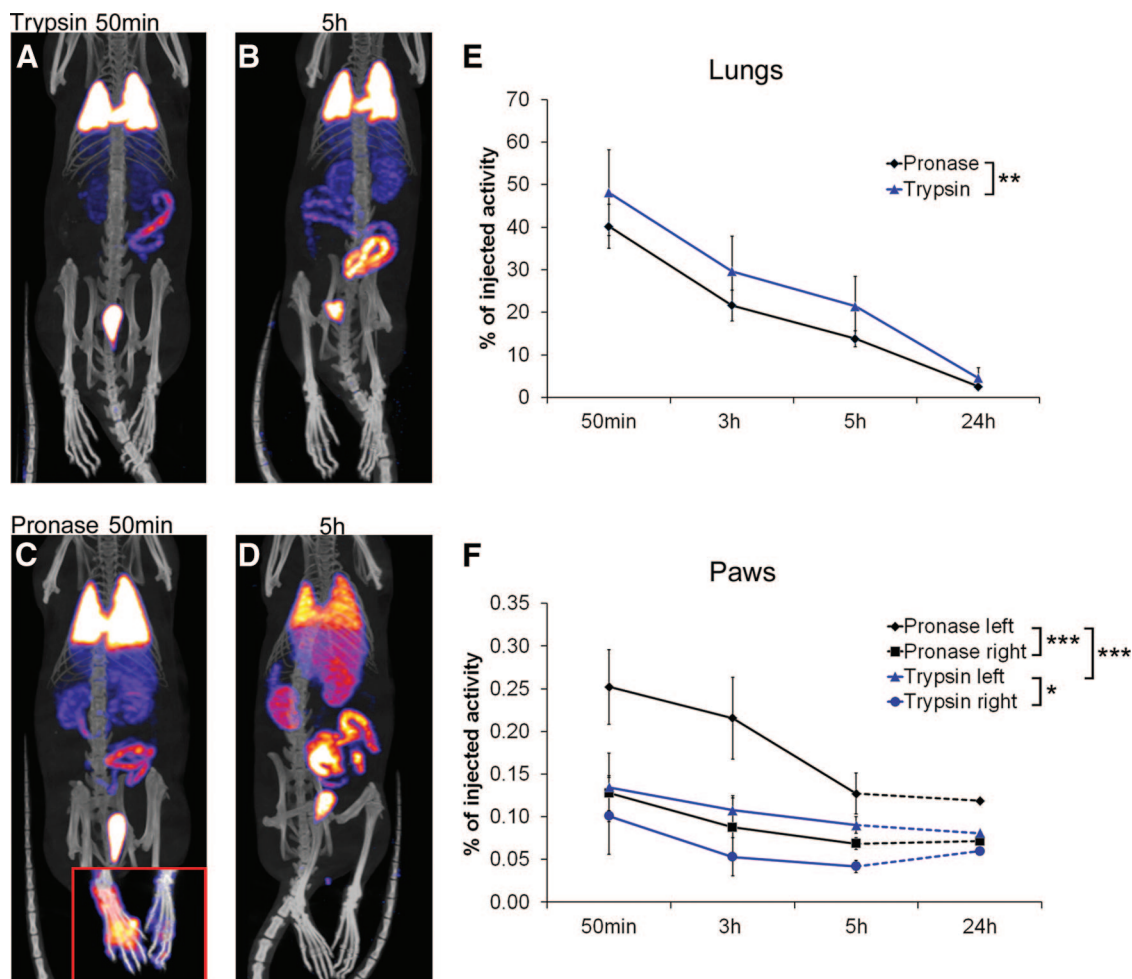 Trypsin 50min
5h
A
B
E
Lungs
70
60
50
40
30
20
10
0
% of injected activity
Pronase
Trypsin
**
50min
3h
5h
24h
Pronase 50min
5h
C
D
F
Paws
0.35
0.30
0.25
0.20
0.15
0.10
0.05
0.00
% of injected activity
Pronase left
Pronase right
Trypsin left
Trypsin right
***
***
*
50min
3h
5h
24h